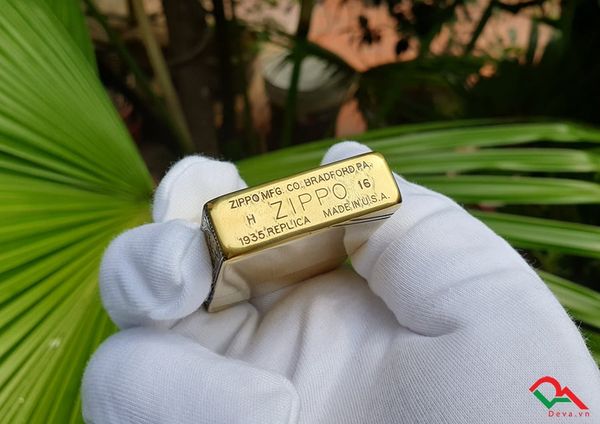 ZIPPO MFG. CO. BRADFORD, PA.
H ZIPPO 16
1935 REPLICA MADE IN U.S.A.
Deva.vn